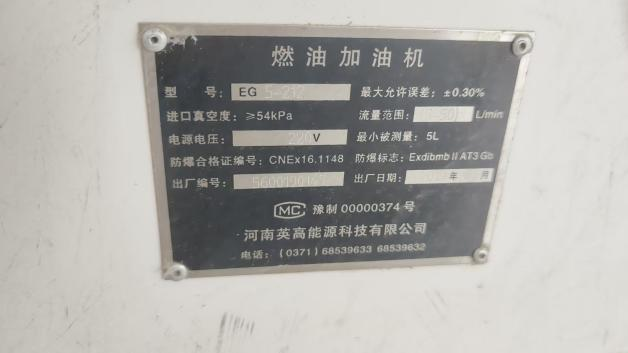 燃油加油机
型 号: EG 5-212 最大允许误差: ±0.30%
进口真空度: ≥54kPa 流量范围: L/min
电源电压: 220V 最小被测量: 5L
防爆合格证编号: CNEx16.1148 防爆标志: Exdibmb II AT3 Gb
出厂编号: 出厂日期: 年 月
MC 豫制 00000374 号
河南英高能源科技有限公司
电话: (0371) 68539633 68539632